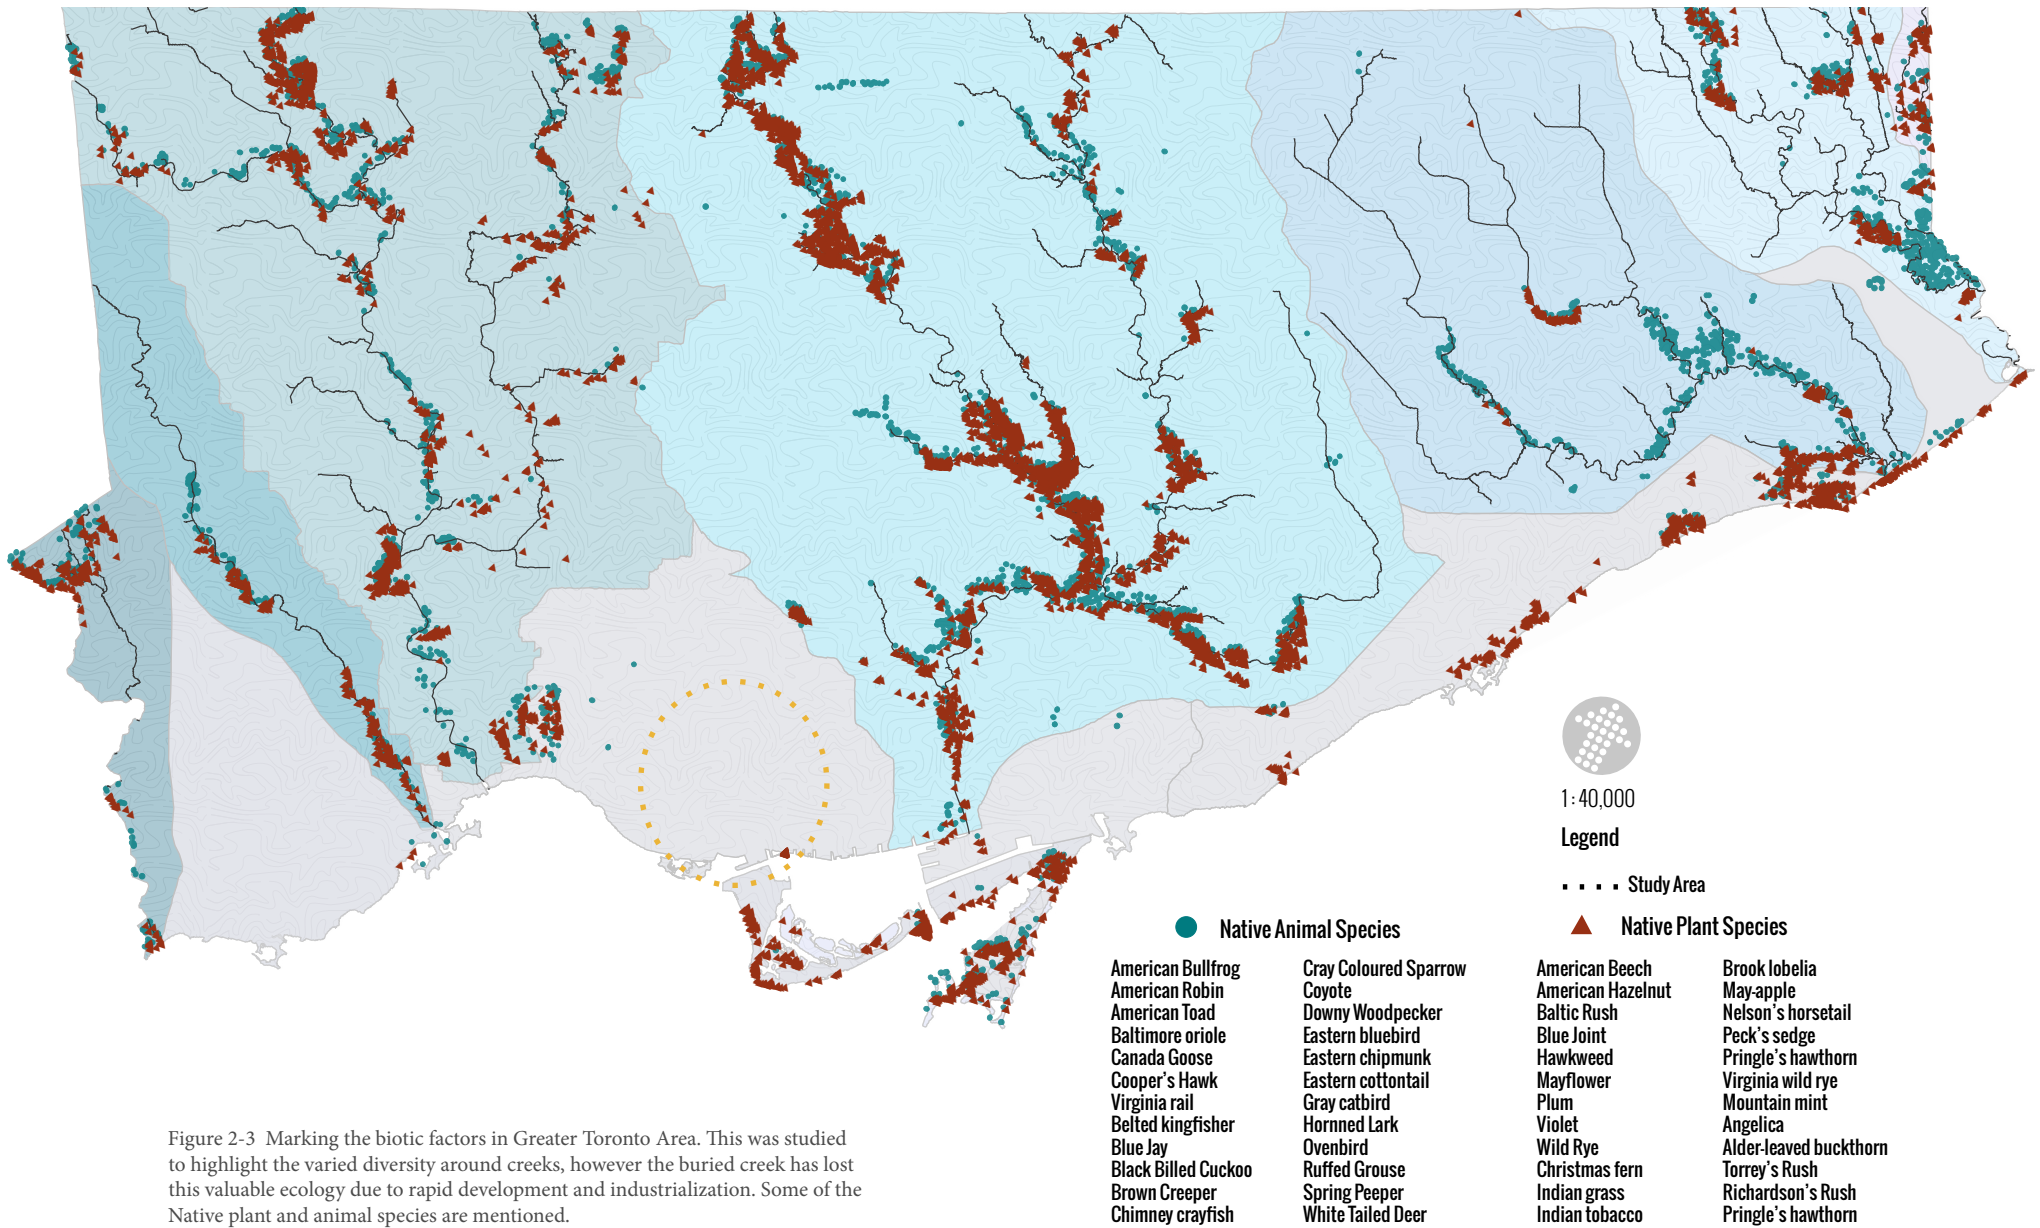 1:40,000
Legend
Study Area
Native Animal Species
American Bullfrog
American Robin
American Toad
Baltimore oriole
Canada Goose
Cooper's Hawk
Virginia rail
Belted kingfisher
Blue Jay
Black Billed Cuckoo
Brown Creeper
Chimney crayfish
Cray Coloured Sparrow
Coyote
Downy Woodpecker
Eastern bluebird
Eastern chipmunk
Eastern cottontail
Gray catbird
Hornned Lark
Ovenbird
Ruffed Grouse
Spring Peeper
White Tailed Deer
Native Plant Species
American Beech
American Hazelnut
Baltic Rush
Blue Joint
Hawkweed
Mayflower
Plum
Violet
Wild Rye
Christmas fern
Indian grass
Indian tobacco
Brook lobelia
May-apple
Nelson's horsetail
Peck's sedge
Pringle's hawthorn
Virginia wild rye
Mountain mint
Angelica
Alder-leaved buckthorn
Torrey's Rush
Richardson's Rush
Pringle's hawthorn
Figure 2-3 Marking the biotic factors in Greater Toronto Area. This was studied
to highlight the varied diversity around creeks, however the buried creek has lost
this valuable ecology due to rapid development and industrialization. Some of the
Native plant and animal species are mentioned.